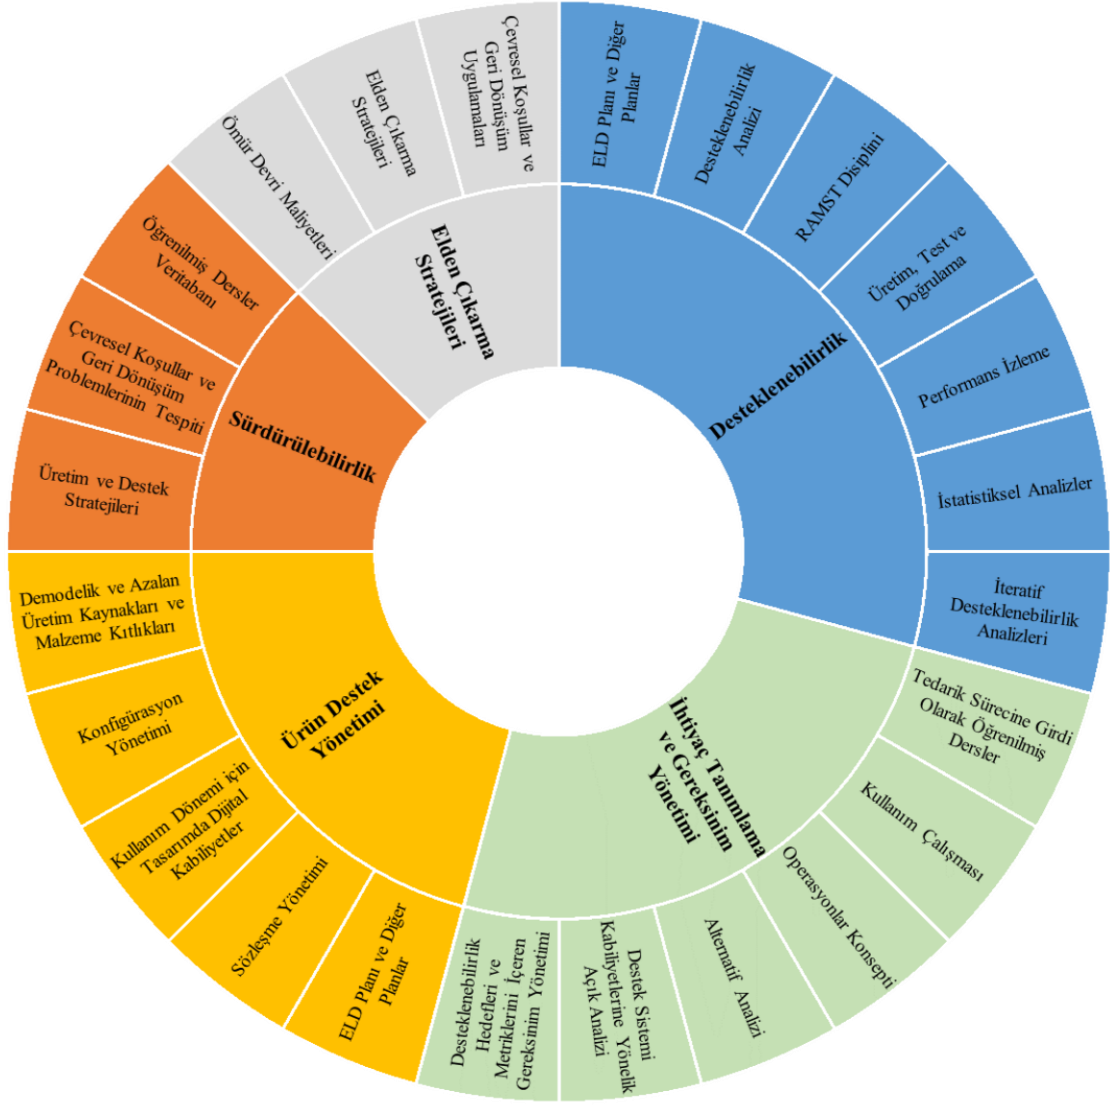 Desteklenebilirlik
ELD Planı ve Diğer
Planlar
Desteklenebilirlik
Analizi
RAMST Disiplini
Üretim, Test ve
Doğrulama
Performans İzleme
İstatistiksel Analizler
İteratif
Desteklenebilirlik
Analizleri
İhtiyaç Tanımlama
ve Gereksinim
Yönetimi
Tedarik Sürecine Girdi
Olarak Öğrenilmiş
Dersler
Kullanım Çalışması
Operasyonlar Konsepti
Alternatif Analizi
Destek Sistemi
Kabiliyetlerine Yönelik
Açık Analizi
Desteklenebilirlik
Hedefleri ve
Metriklerini İçeren
Gereksinim Yönetimi
Ürün Destek
Yönetimi
ELD Planı ve Diğer
Planlar
Sözleşme Yönetimi
Kullanım Dönemi için
Tasarımda Dijital
Kabiliyetler
Konfigürasyon
Yönetimi
Demodelik ve Azalan
Üretim Kaynakları ve
Malzeme Kıtlıkları
Sürdürülebilirlik
Üretim ve Destek
Stratejileri
Çevresel Koşullar ve
Geri Dönüşüm
Problemlerinin Tespiti
Öğrenilmiş Dersler
Veritabanı
Elden Çıkarma
Stratejileri
Ömür Devri Maliyetleri
Elden Çıkarma
Stratejileri
Çevresel Koşullar ve
Geri Dönüşüm
Uygulamaları